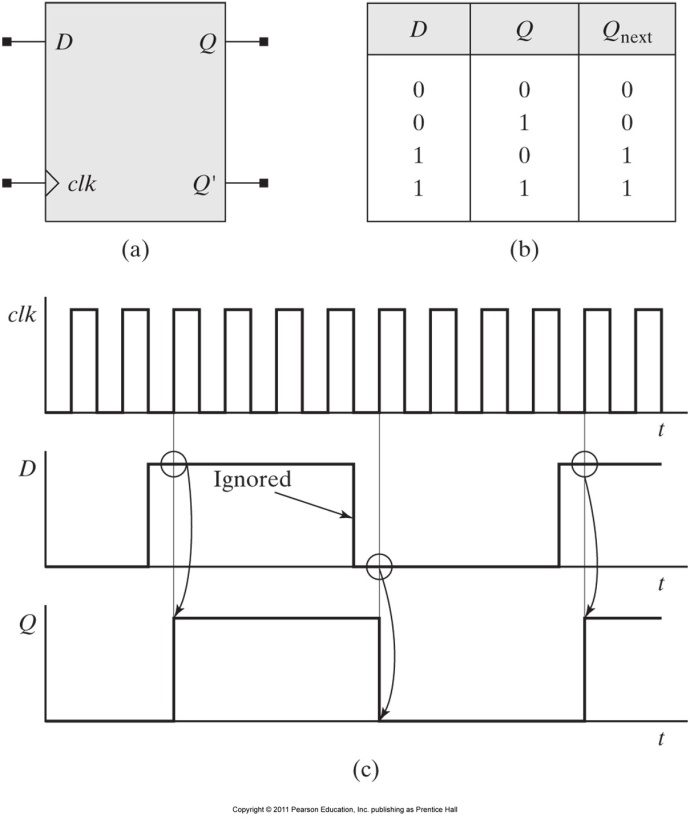 D Q
clk Q'
(a)
D Q Qnext
0 0 0
0 1 0
1 0 1
1 1 1
(b)
clk
t
D
Ignored
t
Q
t
(c)
Copyright © 2011 Pearson Education, Inc. publishing as Prentice Hall